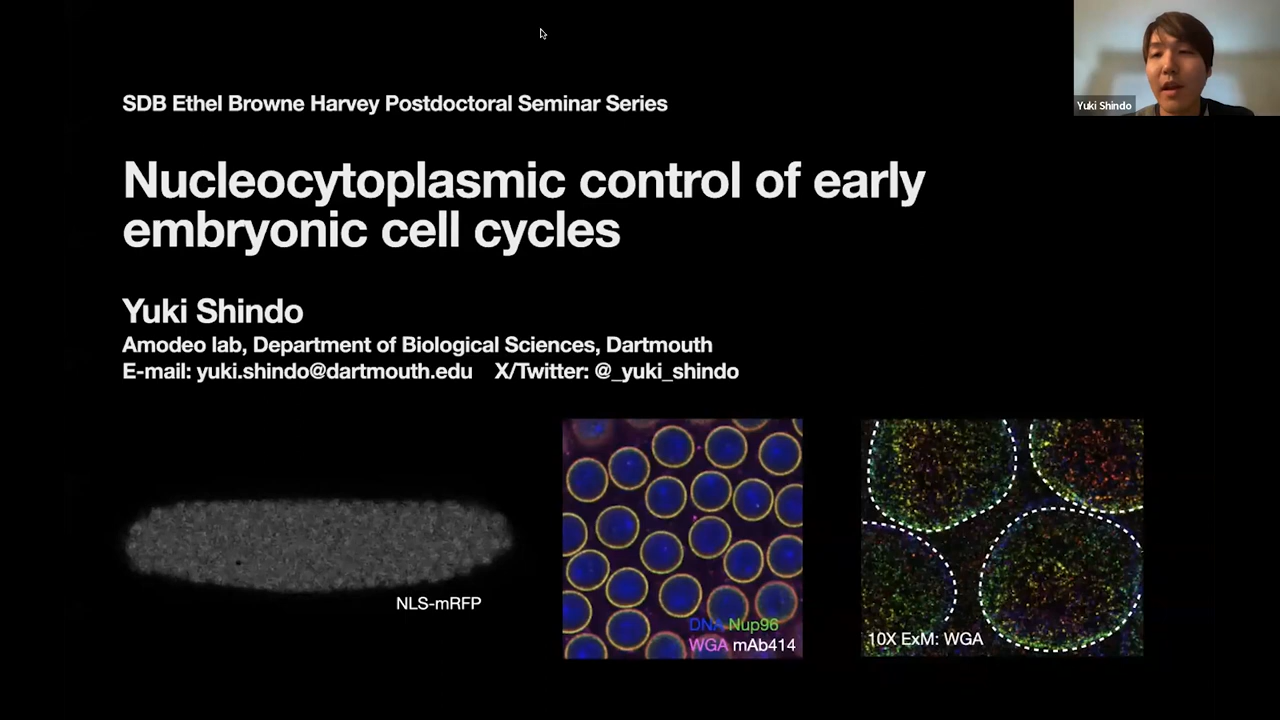 Yuki Shindo
SDB Ethel Browne Harvey Postdoctoral Seminar Series
Nucleocytoplasmic control of early
embryonic cell cycles
Yuki Shindo
Amodeo lab, Department of Biological Sciences, Dartmouth
E-mail: yuki.shindo@dartmouth.edu X/Twitter: @_yuki_shindo
NLS-mRFP
DNA Nup96
WGA mAb414
10X ExM: WGA